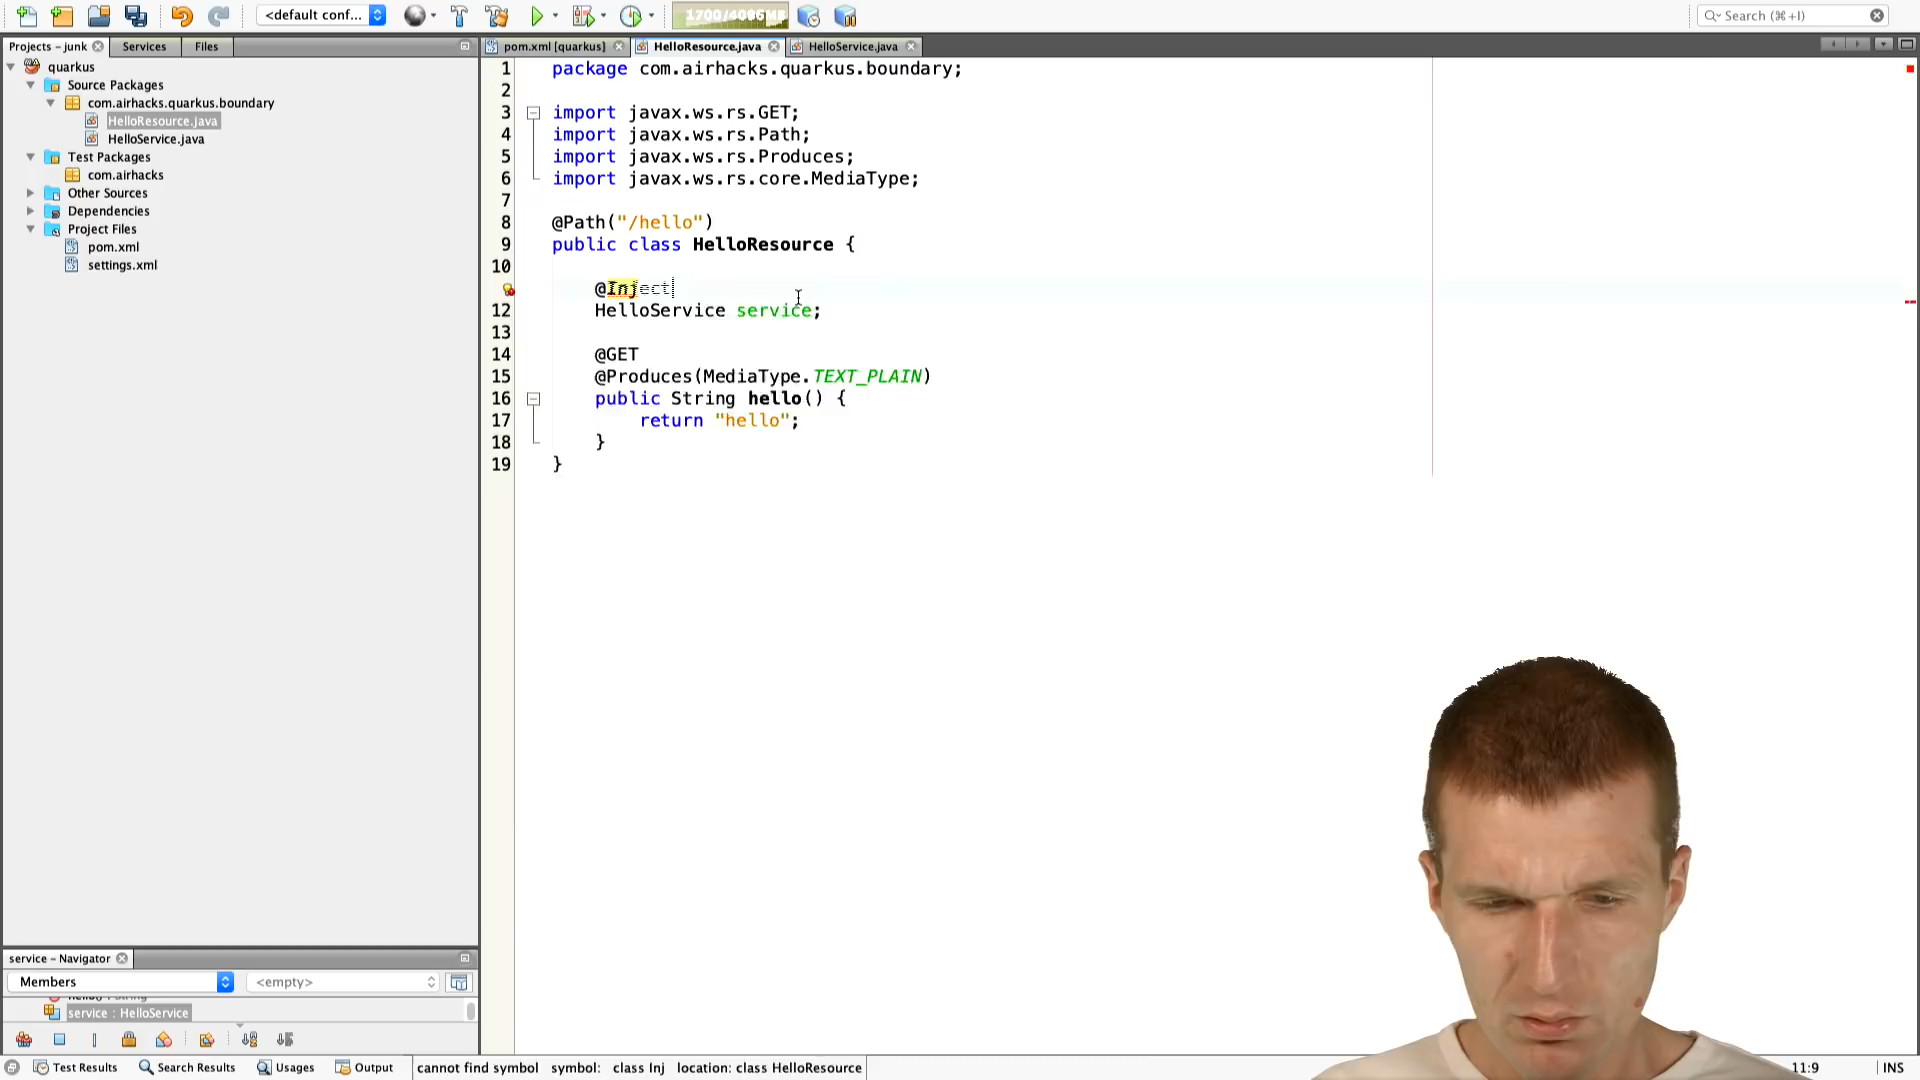 <default conf...
1700/4096MB
Search (⌘+I)
Projects – junk
Services
Files
pom.xml [quarkus]
HelloResource.java
HelloService.java
quarkus
Source Packages
com.airhacks.quarkus.boundary
HelloResource.java
HelloService.java
Test Packages
com.airhacks
Other Sources
Dependencies
Project Files
pom.xml
settings.xml
1 package com.airhacks.quarkus.boundary;
2
3 import javax.ws.rs.GET;
4 import javax.ws.rs.Path;
5 import javax.ws.rs.Produces;
6 import javax.ws.rs.core.MediaType;
7
8 @Path("/hello")
9 public class HelloResource {
10
@Inject
12 HelloService service;
13
14 @GET
15 @Produces(MediaType.TEXT_PLAIN)
16 public String hello() {
17 return "hello";
18 }
19 }
service – Navigator
Members
<empty>
hello() : String
service : HelloService
Test Results
Search Results
Usages
Output
cannot find symbol symbol: class Inj location: class HelloResource
11:9
INS